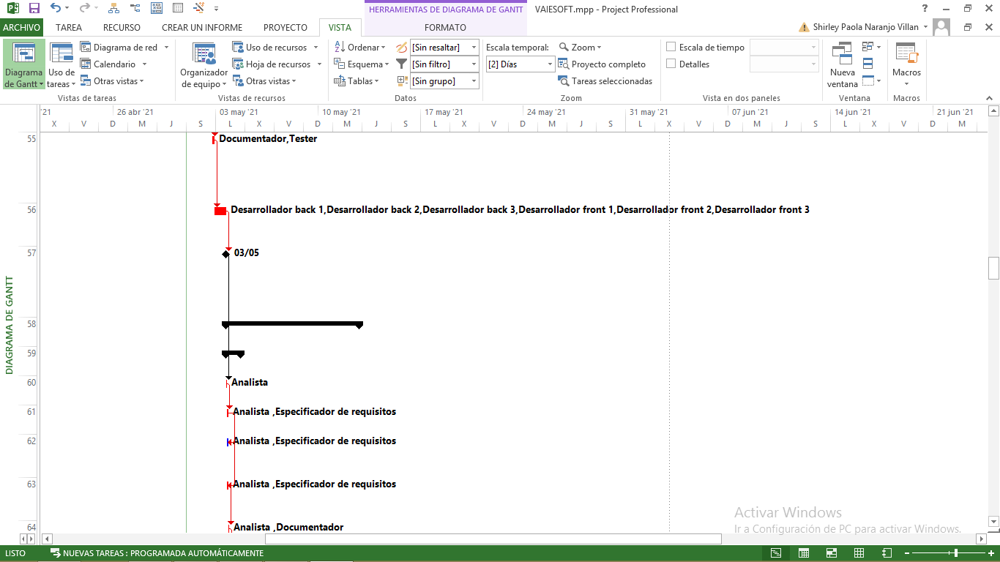 HERRAMIENTAS DE DIAGRAMA DE GANTT
VAIESOFT.mpp - Project Professional
ARCHIVO TAREA RECURSO CREAR UN INFORME PROYECTO VISTA FORMATO
Shirley Paola Naranjo Villan
Diagrama de Gantt
Uso de tareas
Diagrama de red
Calendario
Otras vistas
Vistas de tareas
Organizador de equipo
Uso de recursos
Hoja de recursos
Otras vistas
Vistas de recursos
Ordenar
Esquema
Tablas
[Sin resaltar]
[Sin filtro]
[Sin grupo]
Datos
Escala temporal:
[2] Días
Zoom
Proyecto completo
Tareas seleccionadas
Zoom
Escala de tiempo
Detalles
Vista en dos paneles
Nueva ventana
Ventana
Macros
Macros
'21 26 abr '21 03 may '21 10 may '21 17 may '21 24 may '21 31 may '21 07 jun '21 14 jun '21 21 jun '21
X V D M J S L X V D M J S L X V D M J S L X V D M J S L X V D M
55 Documentador,Tester
56 Desarrollador back 1,Desarrollador back 2,Desarrollador back 3,Desarrollador front 1,Desarrollador front 2,Desarrollador front 3
57 03/05
58
59
60 Analista
61 Analista ,Especificador de requisitos
62 Analista ,Especificador de requisitos
63 Analista ,Especificador de requisitos
64 Analista ,Documentador
DIAGRAMA DE GANTT
Activar Windows
Ir a Configuración de PC para activar Windows.
LISTO NUEVAS TAREAS : PROGRAMADA AUTOMÁTICAMENTE